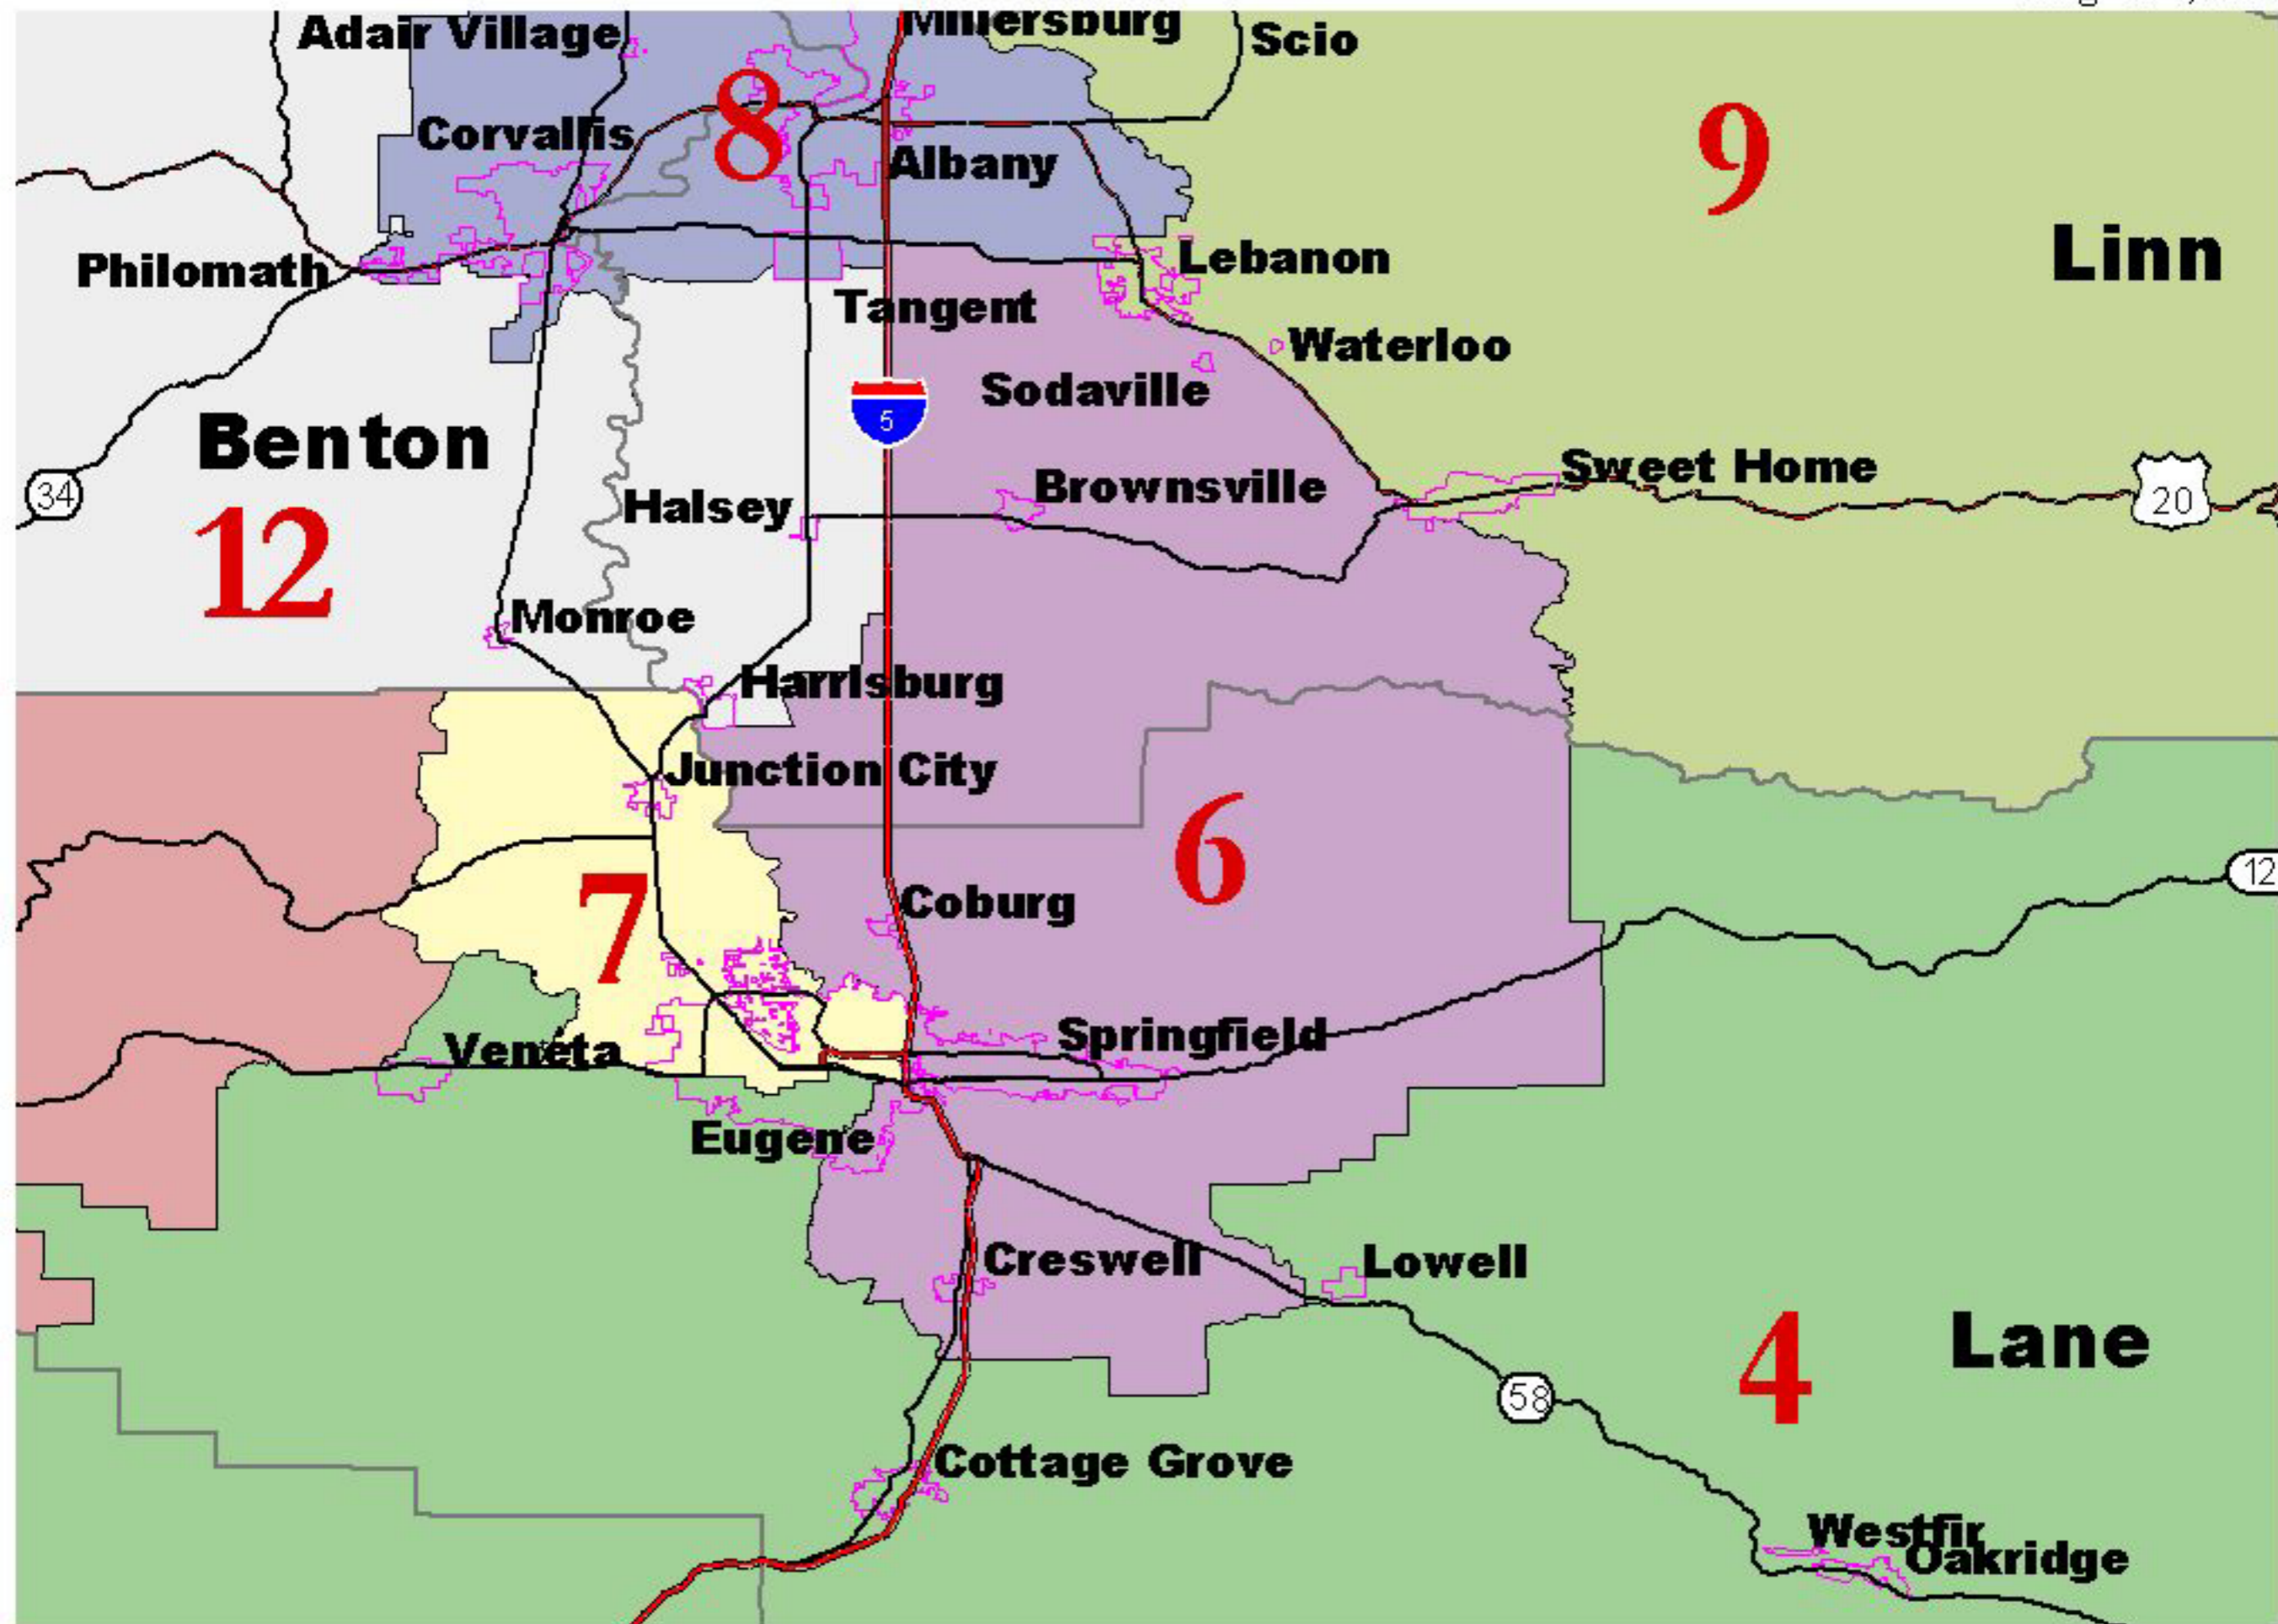 Millersburg
Adair Village
Scio
8
9
Corvallis
Albany
Linn
Philomath
Lebanon
Tangent
Waterloo
Sodaville
5
Benton
Sweet Home
34
Brownsville
20
Halsey
12
Monroe
Harrisburg
Junction City
6
12
Coburg
7
Springfield
Veneta
Eugene
Creswell
Lowell
Lane
4
58
Cottage Grove
Westfir
Oakridge